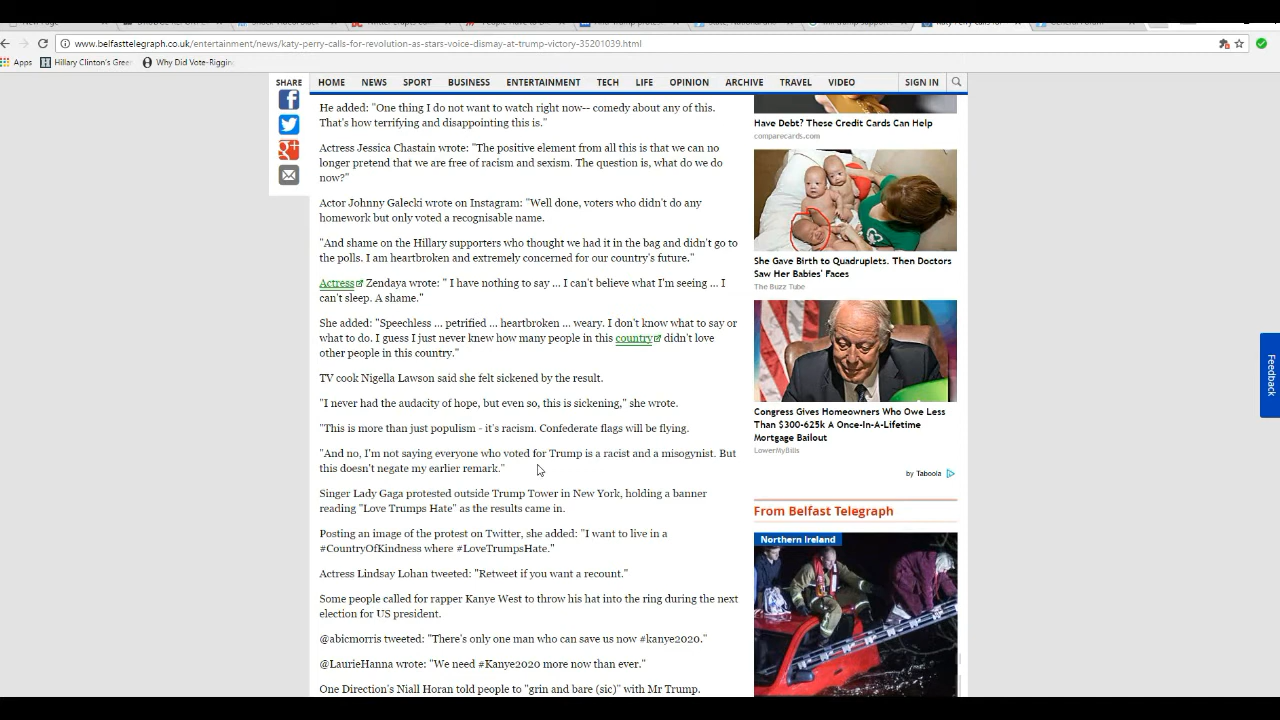 www.belfasttelegraph.co.uk/entertainment/news/katy-perry-calls-for-revolution-as-stars-voice-dismay-at-trump-victory-35201039.html
Apps Hillary Clinton's Gree Why Did Vote-Riggin
SHARE HOME NEWS SPORT BUSINESS ENTERTAINMENT TECH LIFE OPINION ARCHIVE TRAVEL VIDEO SIGN IN
He added: "One thing I do not want to watch right now-- comedy about any of this.
That's how terrifying and disappointing this is."
Actress Jessica Chastain wrote: "The positive element from all this is that we can no
longer pretend that we are free of racism and sexism. The question is, what do we do
now?"
Actor Johnny Galecki wrote on Instagram: "Well done, voters who didn't do any
homework but only voted a recognisable name.
"And shame on the Hillary supporters who thought we had it in the bag and didn't go to
the polls. I am heartbroken and extremely concerned for our country's future."
Actress Zendaya wrote: " I have nothing to say ... I can't believe what I'm seeing ... I
can't sleep. A shame."
She added: "Speechless ... petrified ... heartbroken ... weary. I don't know what to say or
what to do. I guess I just never knew how many people in this country didn't love
other people in this country."
TV cook Nigella Lawson said she felt sickened by the result.
"I never had the audacity of hope, but even so, this is sickening," she wrote.
"This is more than just populism - it's racism. Confederate flags will be flying.
"And no, I'm not saying everyone who voted for Trump is a racist and a misogynist. But
this doesn't negate my earlier remark."
Singer Lady Gaga protested outside Trump Tower in New York, holding a banner
reading "Love Trumps Hate" as the results came in.
Posting an image of the protest on Twitter, she added: "I want to live in a
#CountryOfKindness where #LoveTrumpsHate."
Actress Lindsay Lohan tweeted: "Retweet if you want a recount."
Some people called for rapper Kanye West to throw his hat into the ring during the next
election for US president.
@abicmorris tweeted: "There's only one man who can save us now #kanye2020."
@LaurieHanna wrote: "We need #Kanye2020 more now than ever."
One Direction's Niall Horan told people to "grin and bare (sic)" with Mr Trump.
Have Debt? These Credit Cards Can Help
comparecards.com
She Gave Birth to Quadruplets. Then Doctors
Saw Her Babies' Faces
The Buzz Tube
Congress Gives Homeowners Who Owe Less
Than $300-625k A Once-In-A-Lifetime
Mortgage Bailout
LowerMyBills
by Taboola
From Belfast Telegraph
Northern Ireland
Feedback